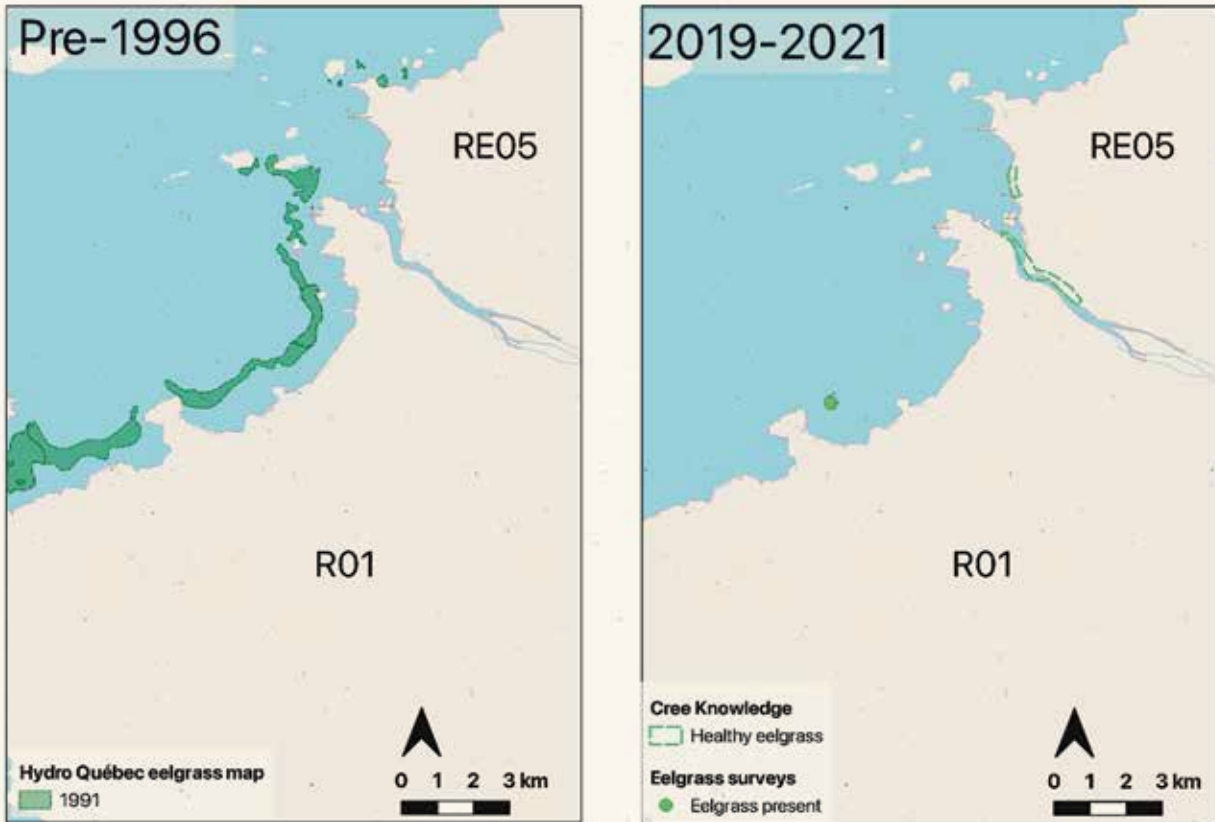 Pre-1996
RE05
R01
Hydro Québec eelgrass map
1991
0 1 2 3 km
2019-2021
RE05
R01
Cree Knowledge
Healthy eelgrass
Eelgrass surveys
Eelgrass present
0 1 2 3 km